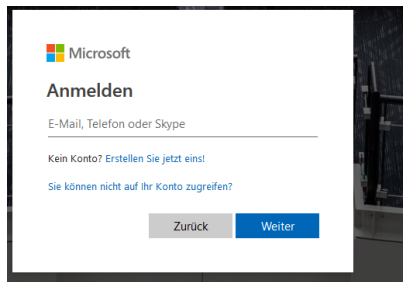 Microsoft
Anmelden
E-Mail, Telefon oder Skype
Kein Konto? Erstellen Sie jetzt eins!
Sie können nicht auf Ihr Konto zugreifen?
Zurück Weiter